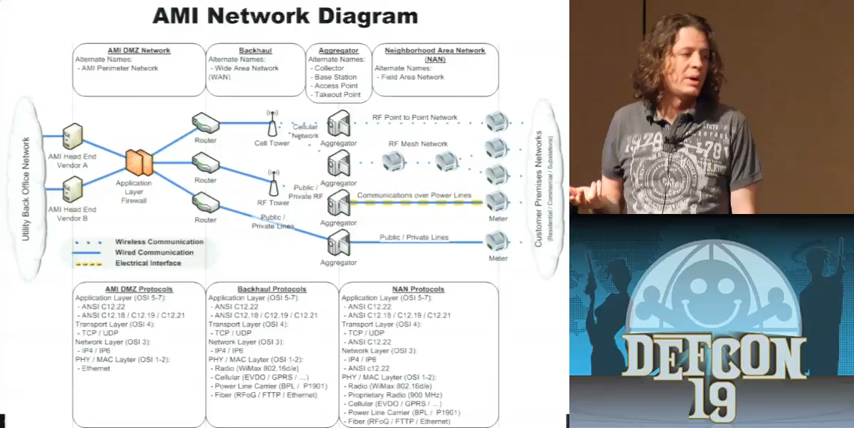 AMI Network Diagram
AMI DMZ Network
Alternate Names:
- AMI Perimeter Network
Backhaul
Alternate Names:
- Wide Area Network
(WAN)
Aggregator
Alternate Names:
- Collector
- Base Station
- Access Point
- Takeout Point
Neighborhood Area Network
(NAN)
Alternate Names:
- Field Area Network
Utility Back Office Network
AMI Head End
Vendor A
AMI Head End
Vendor B
Application
Layer
Firewall
Router
Router
Router
Cell Tower
Cellular
Network
RF Tower
Public /
Private RF
Public /
Private Lines
Aggregator
Aggregator
Aggregator
Aggregator
RF Point to Point Network
RF Mesh Network
Communications over Power Lines
Public / Private Lines
Meter
Meter
Customer Premises Networks
(Residential / Commercial / Substations)
Wireless Communication
Wired Communication
Electrical Interface
AMI DMZ Protocols
Application Layer (OSI 5-7):
- ANSI C12.22
- ANSI C12.18 / C12.19 / C12.21
Transport Layer (OSI 4):
- TCP / UDP
Network Layer (OSI 3):
- IP4 / IP6
PHY / MAC Layter (OSI 1-2):
- Ethernet
Backhaul Protocols
Application Layer (OSI 5-7):
- ANSI C12.22
- ANSI C12.18 / C12.19 / C12.21
Transport Layer (OSI 4):
- TCP / UDP
Network Layer (OSI 3):
- IP4 / IP6
PHY / MAC Layter (OSI 1-2):
- Radio (WiMax 802.16d/e)
- Cellular (EVDO / GPRS / ...)
- Power Line Carrier (BPL / P1901)
- Fiber (RFoG / FTTP / Ethernet)
NAN Protocols
Application Layer (OSI 5-7):
- ANSI C12.22
- ANSI C12.18 / C12.19 / C12.21
Transport Layer (OSI 4):
- TCP / UDP
- ANSI C12.22
Network Layer (OSI 3):
- IP4 / IP6
- ANSI c12.22
PHY / MAC Layter (OSI 1-2):
- Radio (WiMax 802.16d/e)
- Proprietary Radio (900 MHz)
- Cellular (EVDO / GPRS / ...)
- Power Line Carrier (BPL / P1901)
- Fiber (RFoG / FTTP / Ethernet)
DEFCON
19